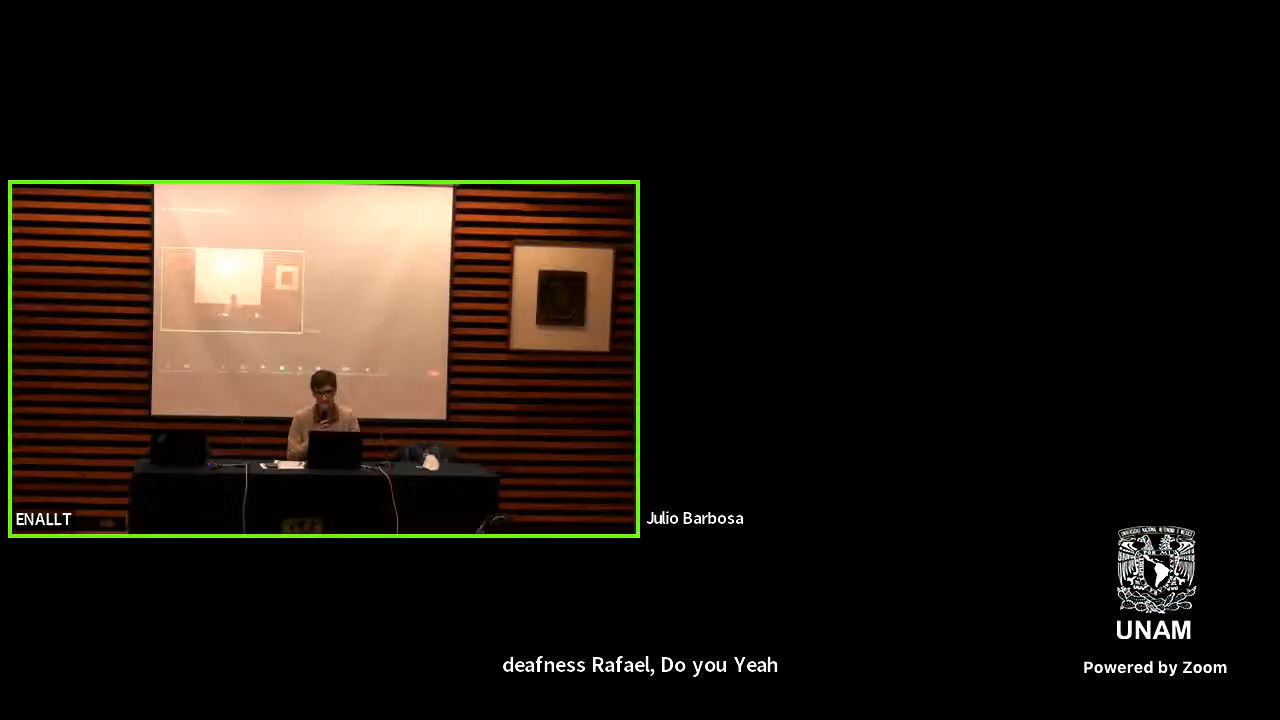 ENALLT
Julio Barbosa
UNAM
deafness Rafael, Do you Yeah
Powered by Zoom